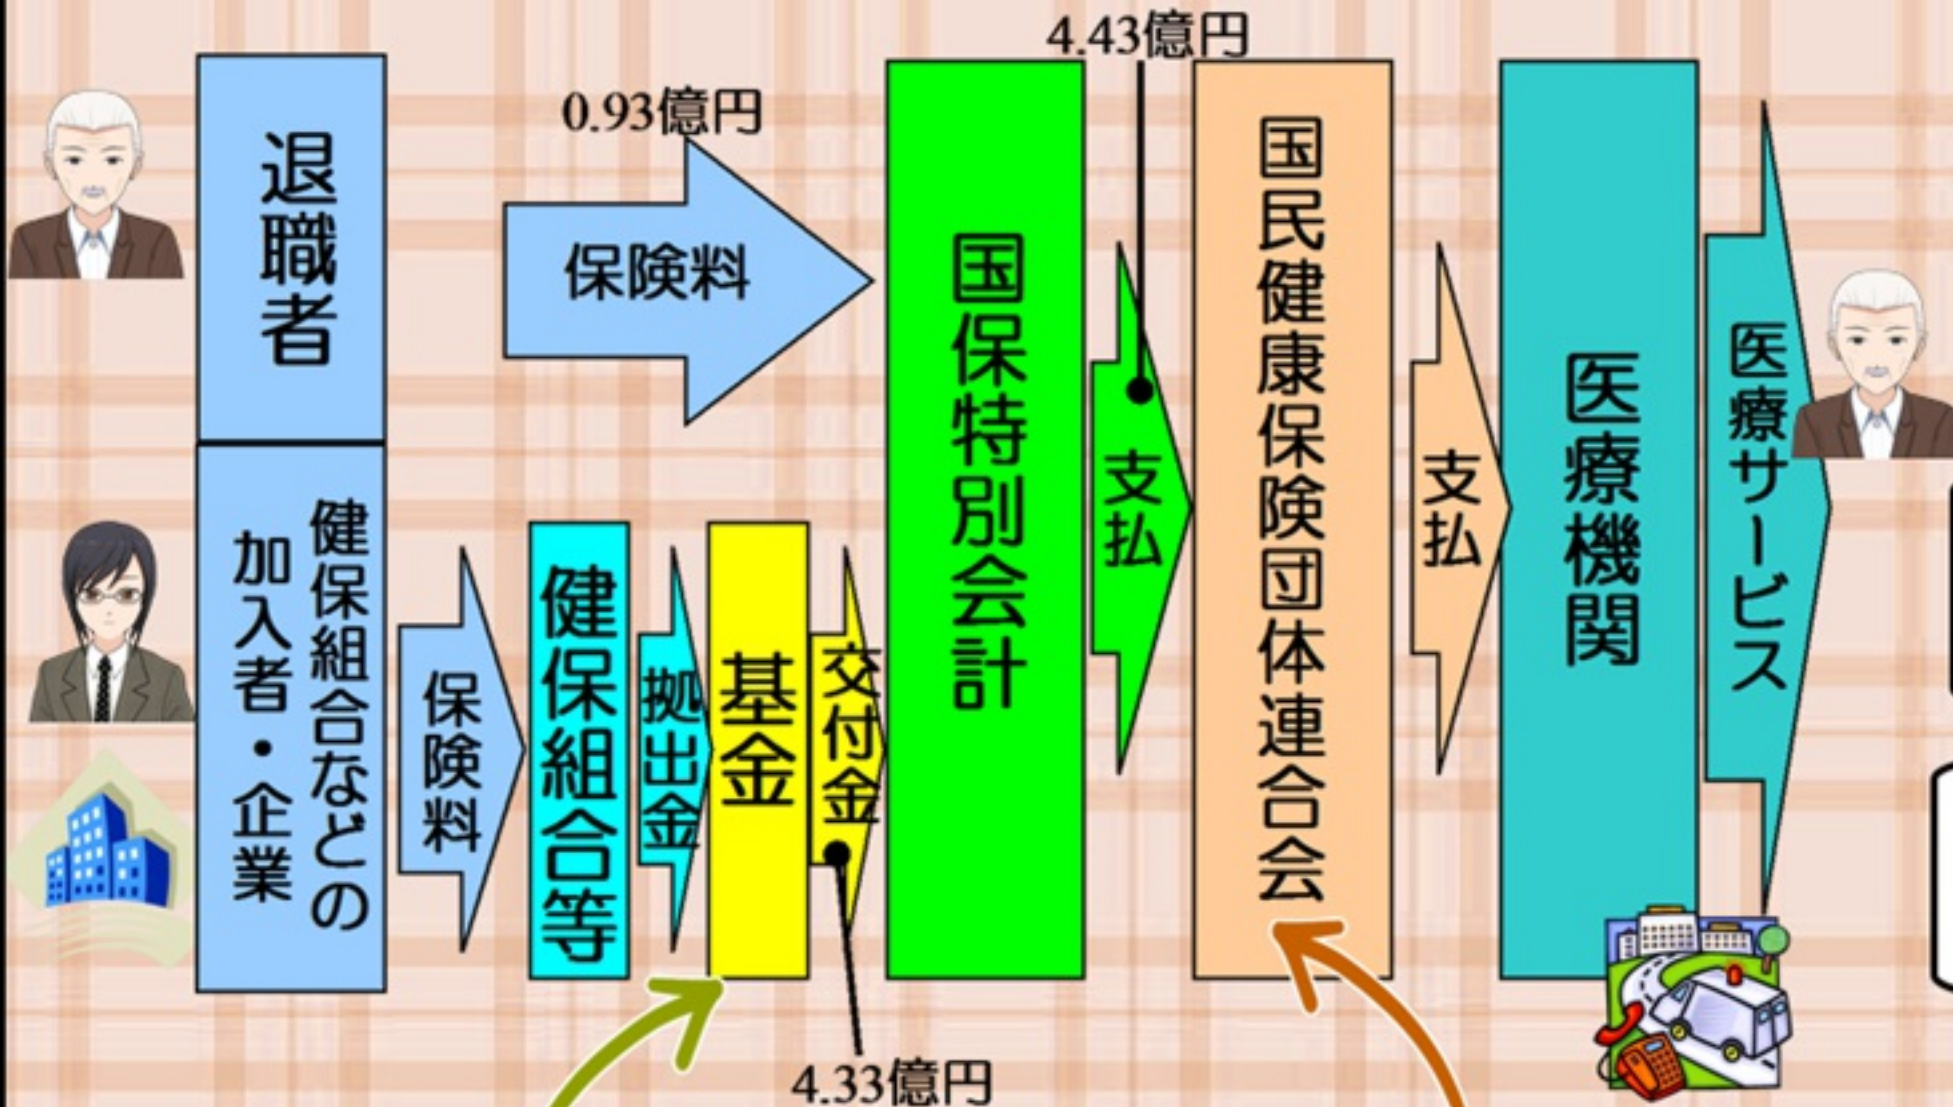 4.43億円
0.93億円
退職者
保険料
健保組合などの
加入者・企業
保険料
健保組合等
拠出金
基金
交付金
4.33億円
国保特別会計
支払
国民健康保険団体連合会
支払
医療機関
医療サービス